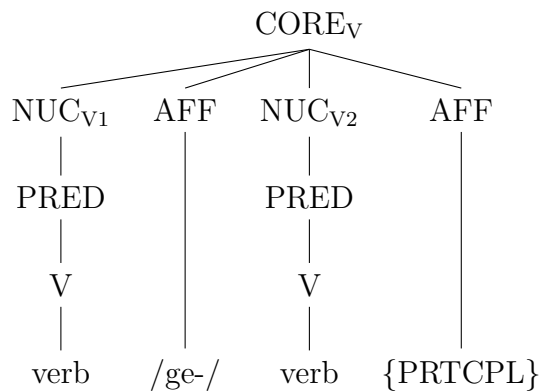 CORE_V
NUC_V1 AFF NUC_V2 AFF
PRED PRED
V V
verb /ge-/ verb {PRTCPL}